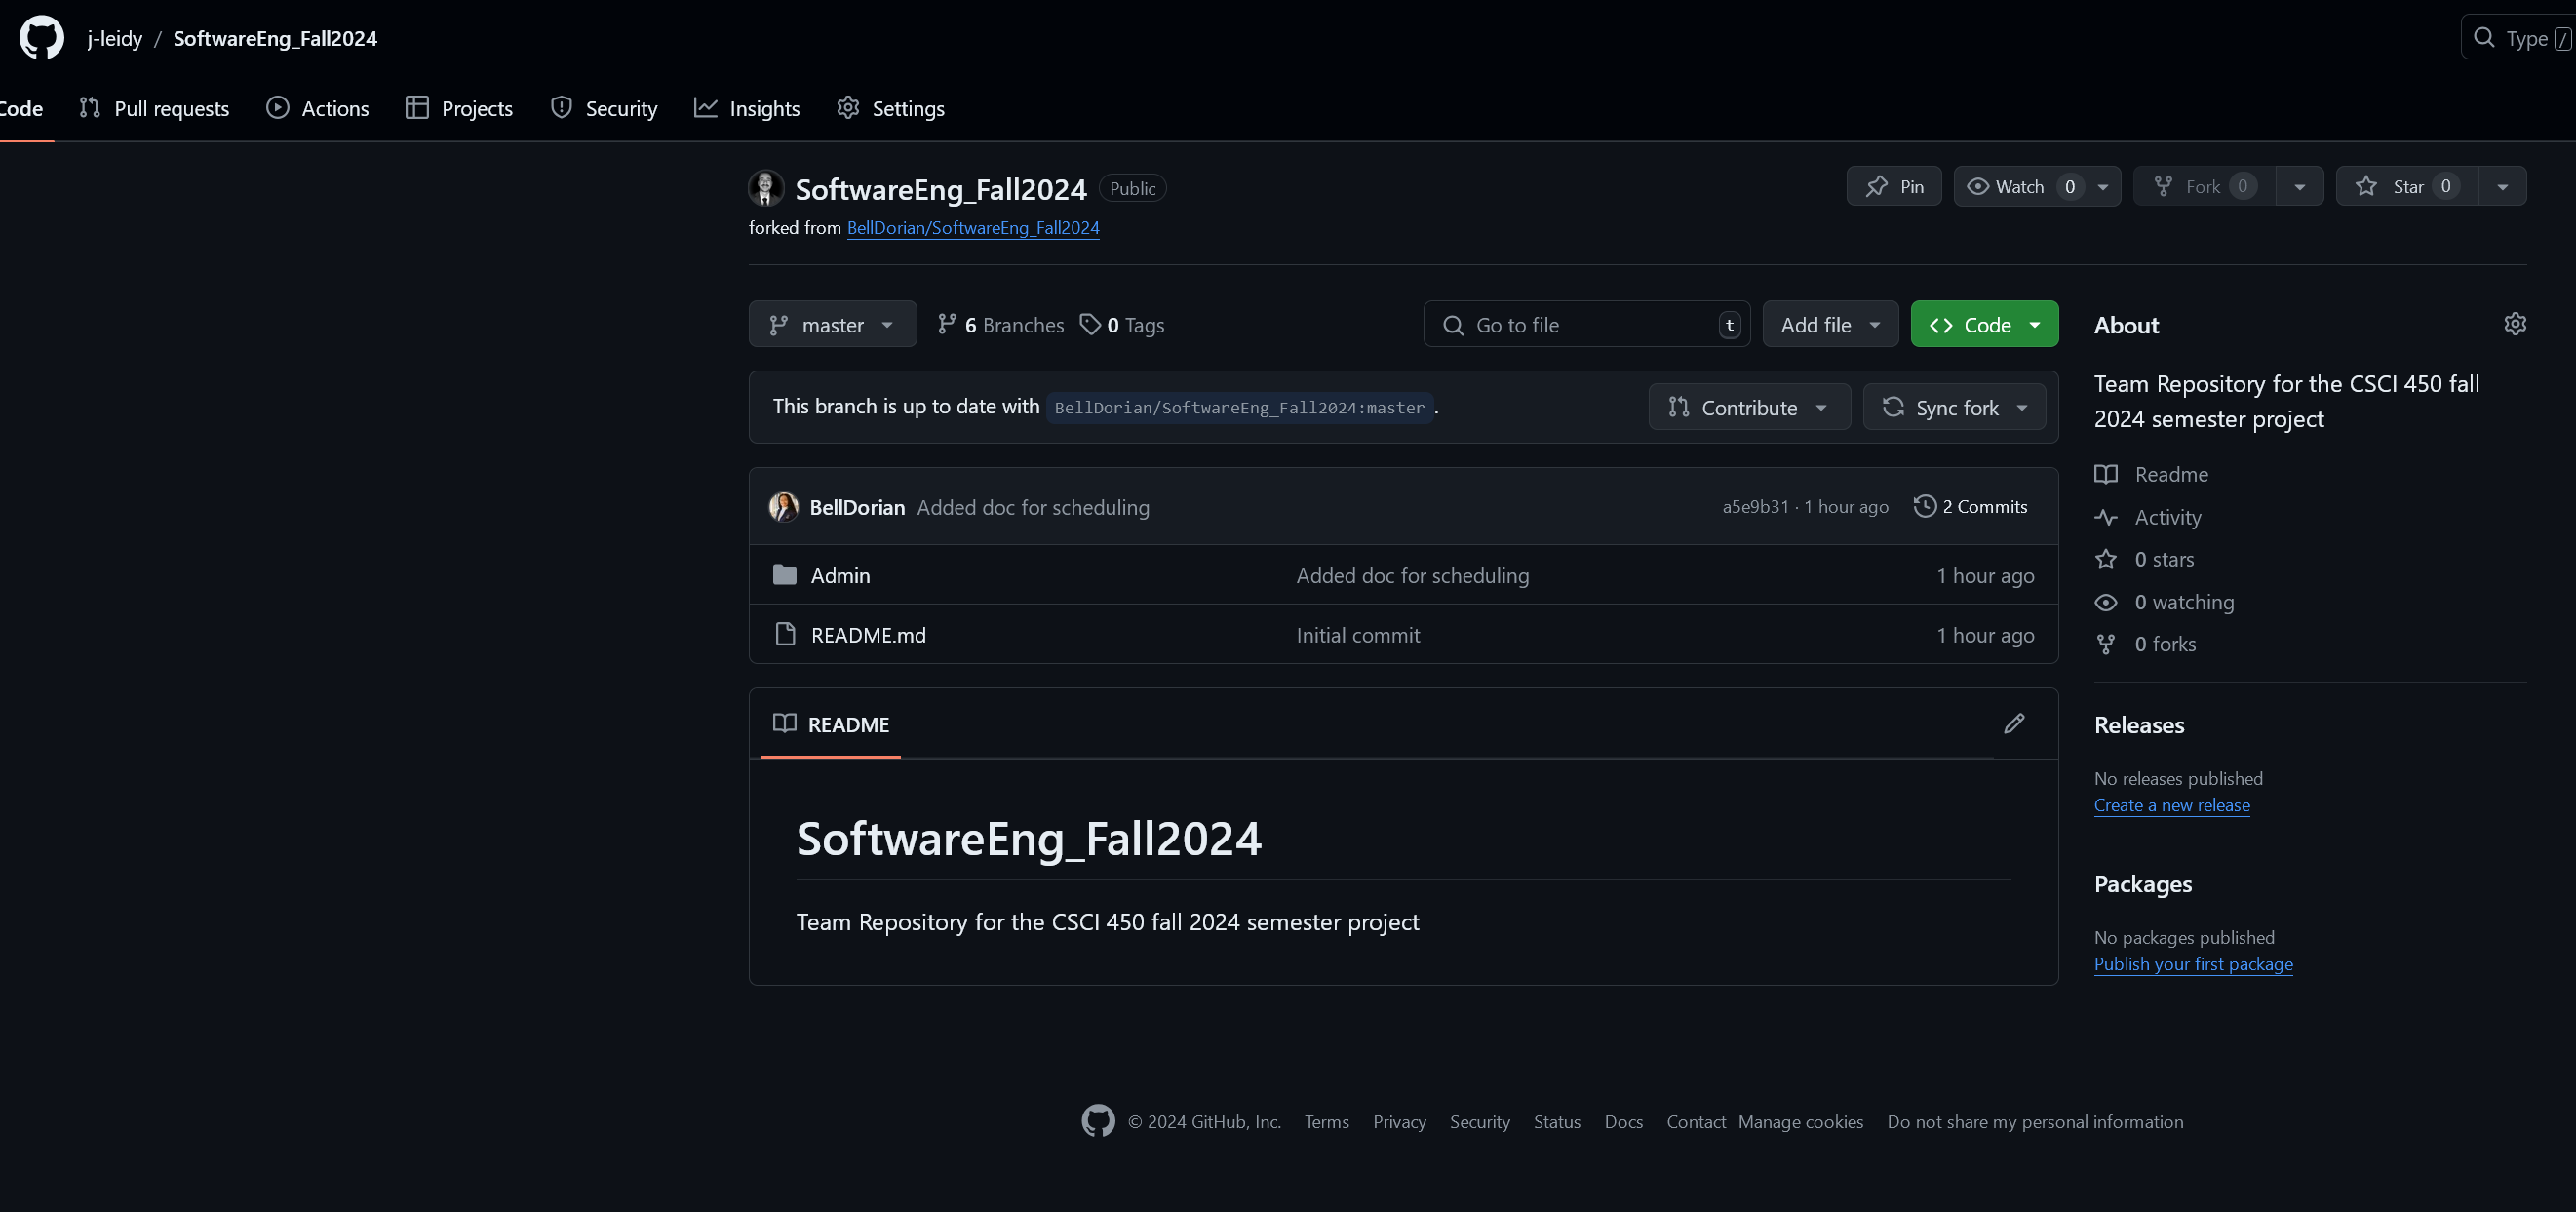 j-leidy / SoftwareEng_Fall2024
Type /
Code Pull requests Actions Projects Security Insights Settings
SoftwareEng_Fall2024 Public
Pin Watch 0 Fork 0 Star 0
forked from BellDorian/SoftwareEng_Fall2024
master 6 Branches 0 Tags Go to file t Add file Code
This branch is up to date with BellDorian/SoftwareEng_Fall2024:master . Contribute Sync fork
BellDorian Added doc for scheduling a5e9b31 · 1 hour ago 2 Commits
Admin Added doc for scheduling 1 hour ago
README.md Initial commit 1 hour ago
README
SoftwareEng_Fall2024
Team Repository for the CSCI 450 fall 2024 semester project
About
Team Repository for the CSCI 450 fall
2024 semester project
Readme
Activity
0 stars
0 watching
0 forks
Releases
No releases published
Create a new release
Packages
No packages published
Publish your first package
© 2024 GitHub, Inc. Terms Privacy Security Status Docs Contact Manage cookies Do not share my personal information